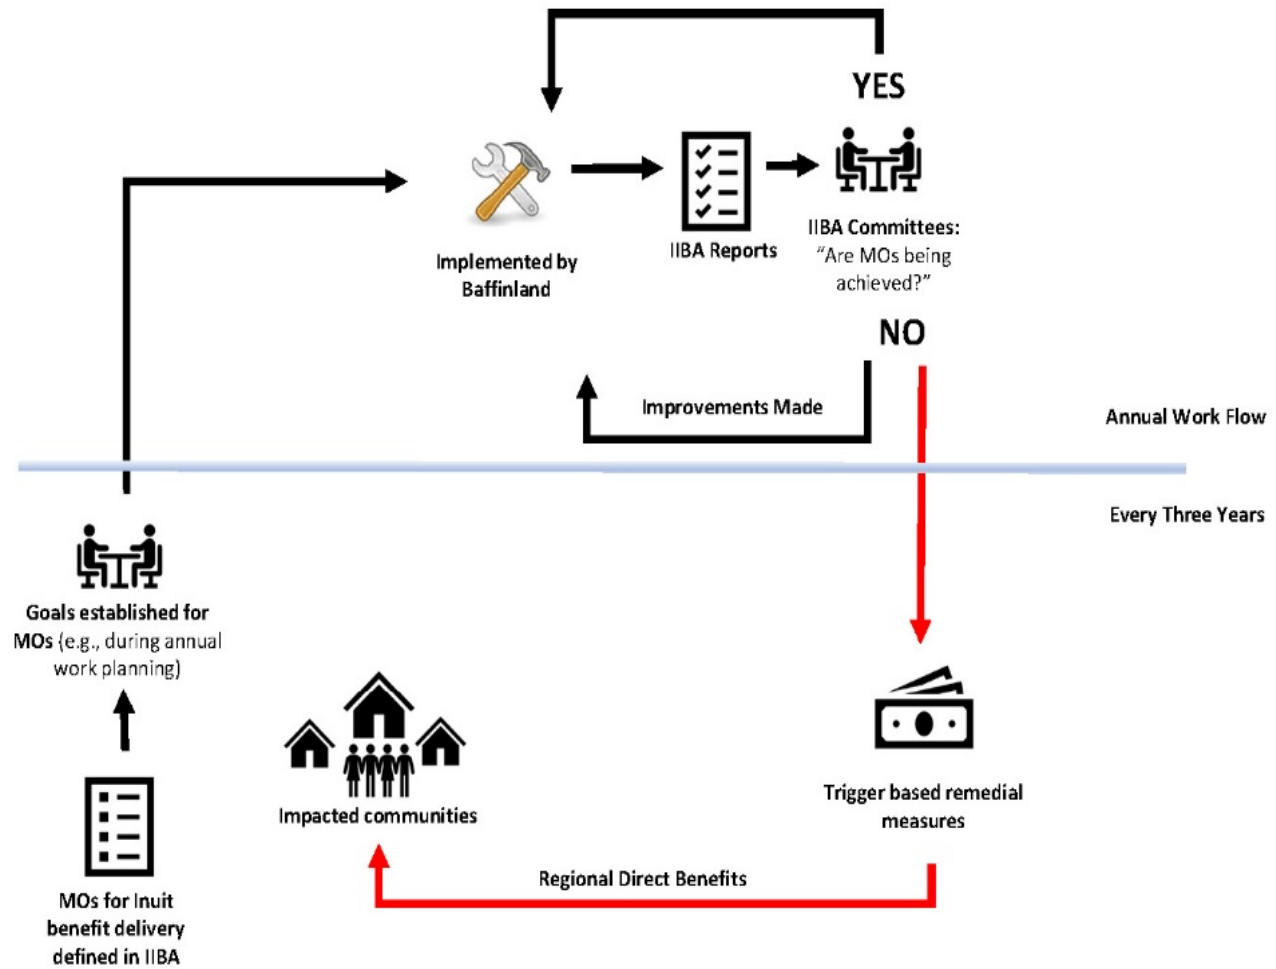 YES
Implemented by
Baffinland
IIBA Reports
IIBA Committees:
“Are MOs being
achieved?”
NO
Improvements Made
Annual Work Flow
Every Three Years
Goals established for
MOs (e.g., during annual
work planning)
Impacted communities
Trigger based remedial
measures
Regional Direct Benefits
MOs for Inuit
benefit delivery
defined in IIBA